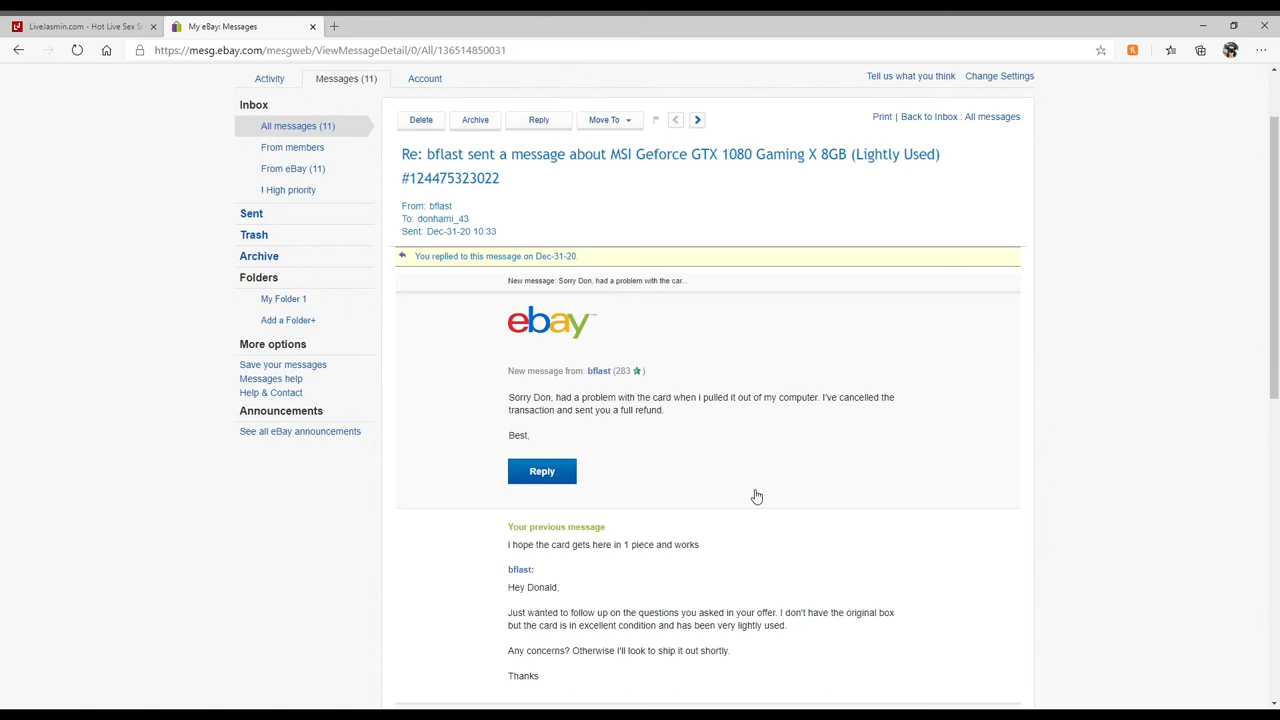 LiveJasmin.com - Hot Live Sex S
My eBay: Messages
https://mesg.ebay.com/mesgweb/ViewMessageDetail/0/All/136514850031
Activity
Messages (11)
Account
Tell us what you think
Change Settings
Inbox
All messages (11)
From members
From eBay (11)
! High priority
Sent
Trash
Archive
Folders
My Folder 1
Add a Folder+
More options
Save your messages
Messages help
Help & Contact
Announcements
See all eBay announcements
Delete
Archive
Reply
Move To
Print | Back to Inbox : All messages
Re: bflast sent a message about MSI Geforce GTX 1080 Gaming X 8GB (Lightly Used)
#124475323022
From: bflast
To: donhami_43
Sent: Dec-31-20 10:33
You replied to this message on Dec-31-20.
New message: Sorry Don, had a problem with the car...
ebay
New message from: bflast (283 )
Sorry Don, had a problem with the card when i pulled it out of my computer. I've cancelled the
transaction and sent you a full refund.
Best,
Reply
Your previous message
i hope the card gets here in 1 piece and works
bflast:
Hey Donald,
Just wanted to follow up on the questions you asked in your offer. I don't have the original box
but the card is in excellent condition and has been very lightly used.
Any concerns? Otherwise I'll look to ship it out shortly.
Thanks